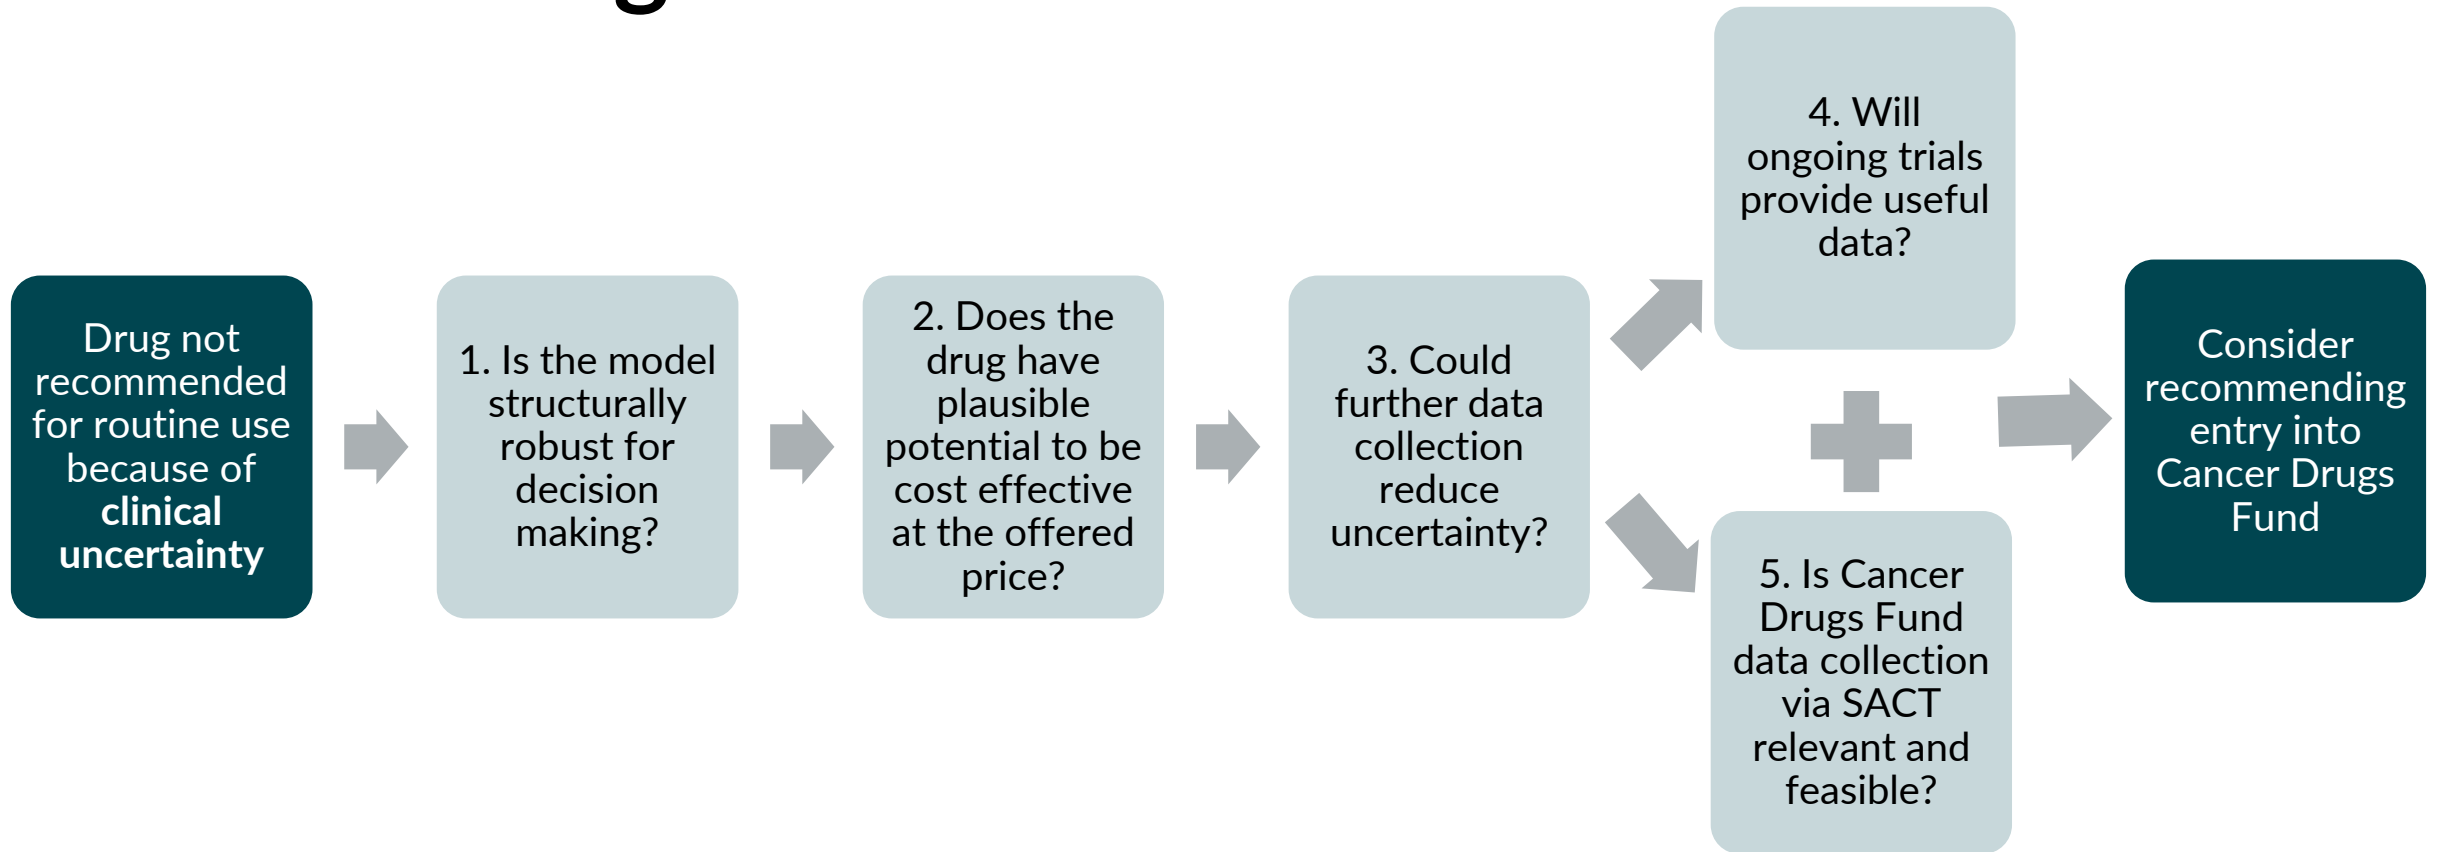 Drug not
recommended
for routine use
because of
clinical
uncertainty
1. Is the model
structurally
robust for
decision
making?
2. Does the
drug have
plausible
potential to be
cost effective
at the offered
price?
3. Could
further data
collection
reduce
uncertainty?
4. Will
ongoing trials
provide useful
data?
5. Is Cancer
Drugs Fund
data collection
via SACT
relevant and
feasible?
Consider
recommending
entry into
Cancer Drugs
Fund